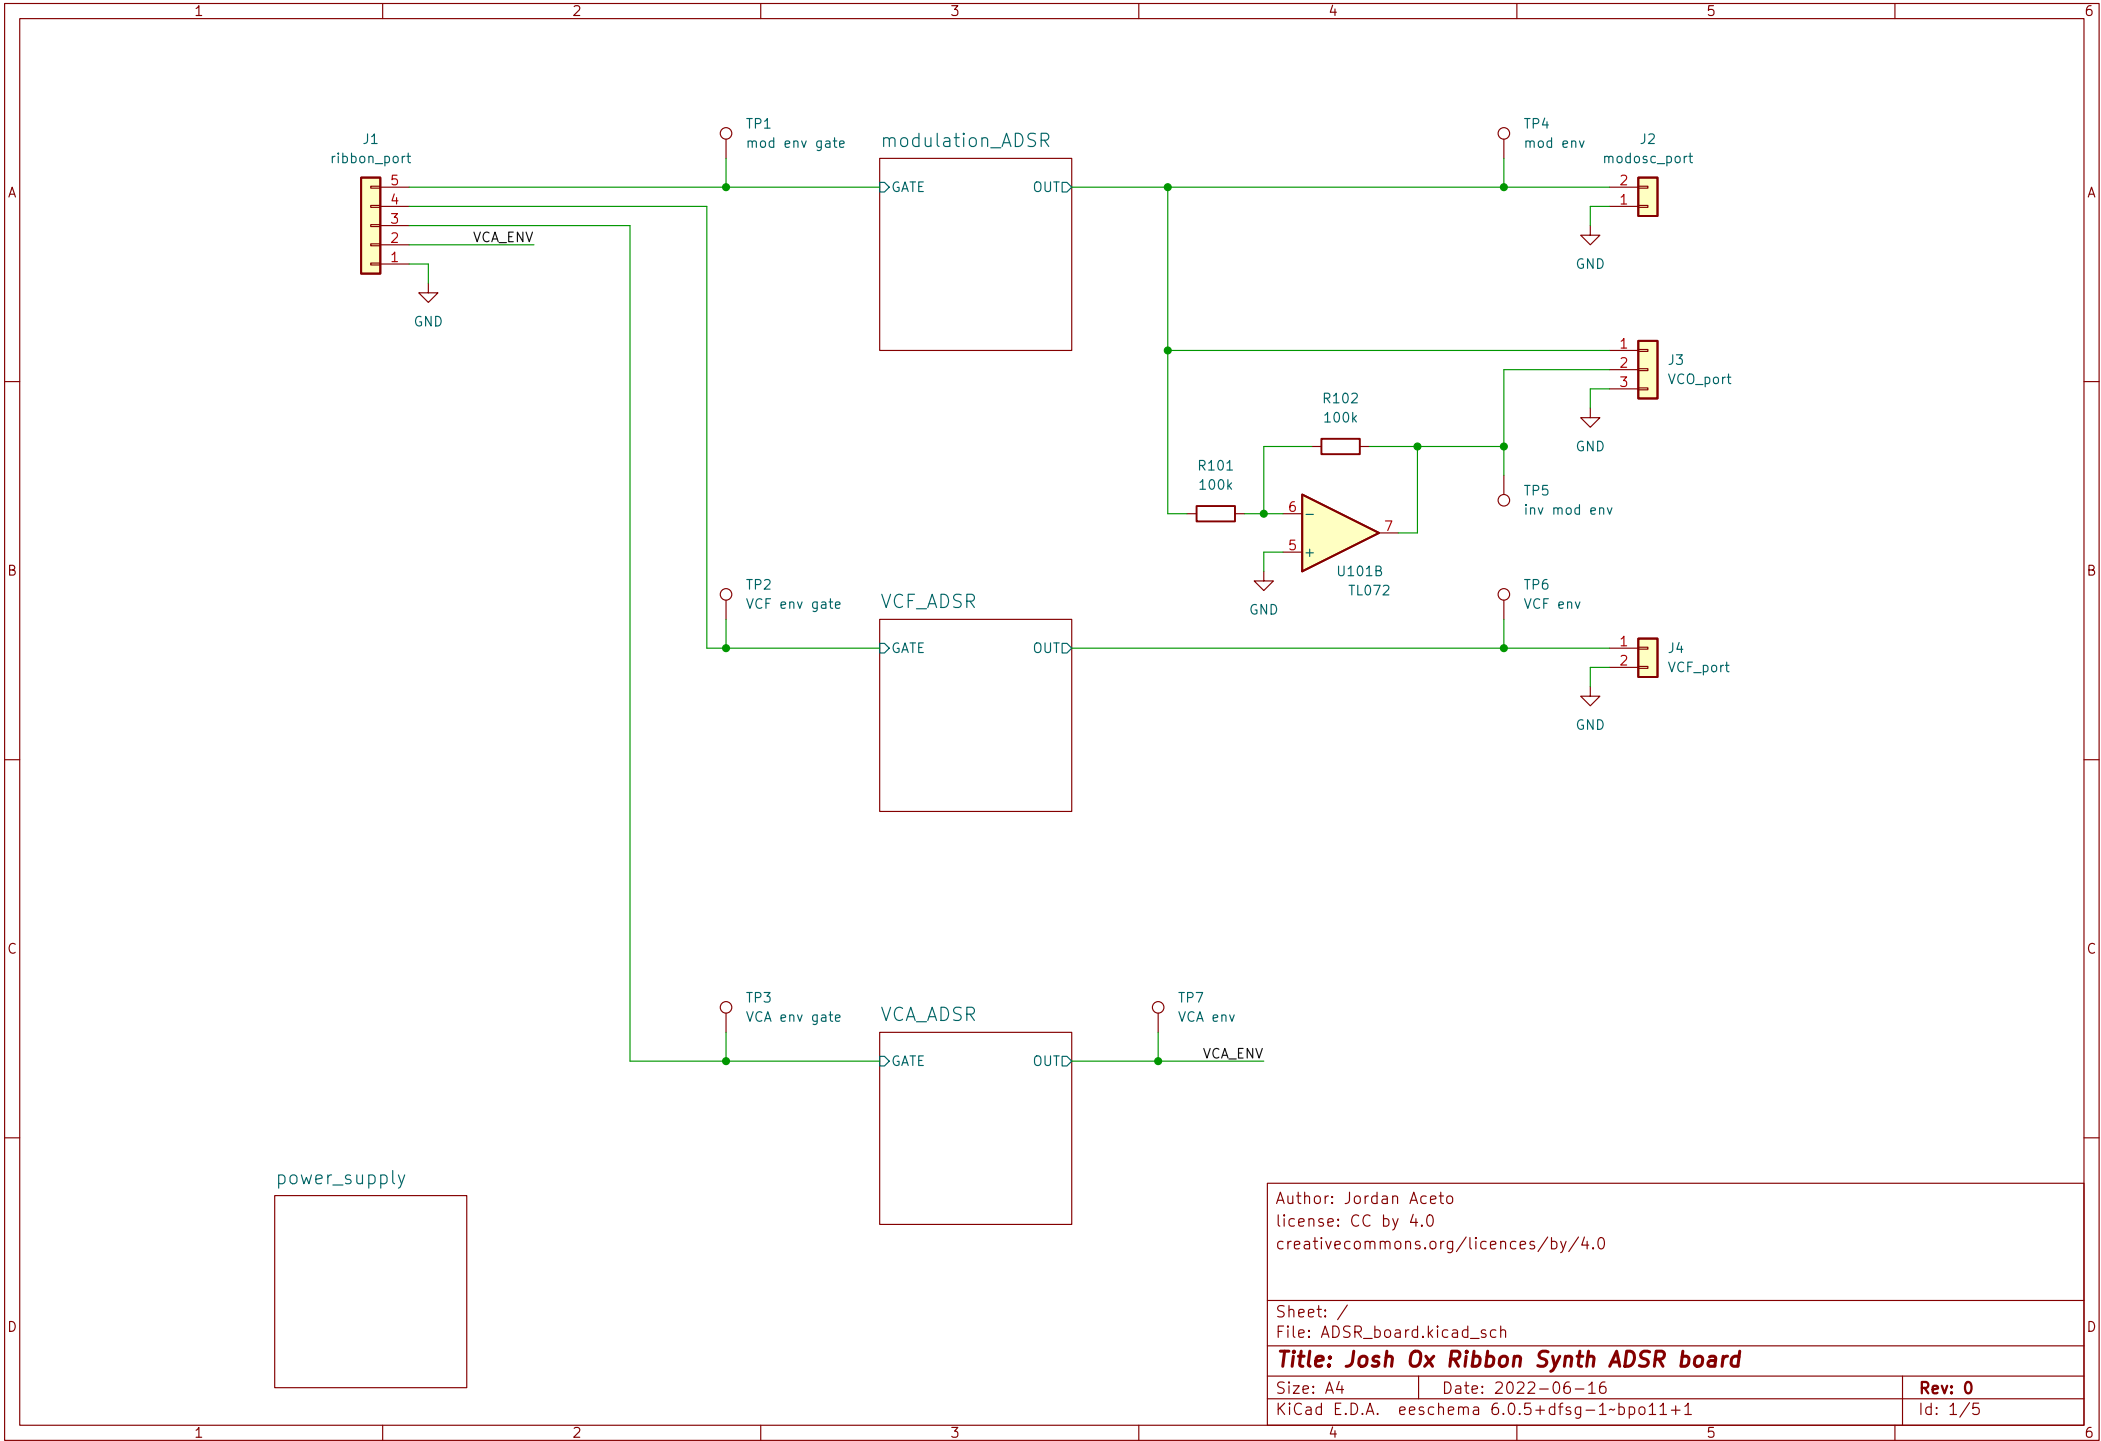 1 2 3 4 5 6
A
B
C
D
A
B
C
D
J1
ribbon_port
5
4
3
2
1
VCA_ENV
GND
TP1
mod env gate
modulation_ADSR
GATE
OUT
TP4
mod env
J2
modosc_port
2
1
GND
1
2
3
J3
VCO_port
GND
R102
100k
R101
100k
6
5
7
−
+
U101B
TL072
GND
TP5
inv mod env
TP2
VCF env gate
VCF_ADSR
GATE
OUT
TP6
VCF env
1
2
J4
VCF_port
GND
TP3
VCA env gate
VCA_ADSR
GATE
OUT
TP7
VCA env
VCA_ENV
power_supply
Author: Jordan Aceto
license: CC by 4.0
creativecommons.org/licences/by/4.0
Sheet: /
File: ADSR_board.kicad_sch
Title: Josh Ox Ribbon Synth ADSR board
Size: A4 Date: 2022-06-16 Rev: 0
KiCad E.D.A. eeschema 6.0.5+dfsg-1~bpo11+1 Id: 1/5
1 2 3 4 5 6